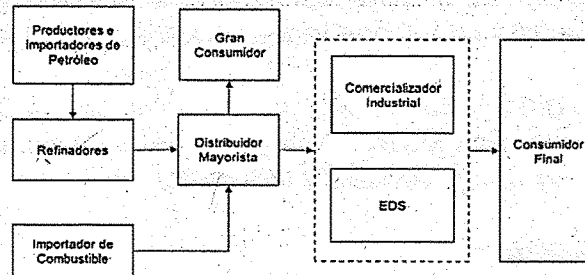 Productores e
Importadores de
Petróleo
Gran
Consumidor
Comercializador
Industrial
Refinadores
Distribuidor
Mayorista
Consumidor
Final
EDS
Importador de
Combustible